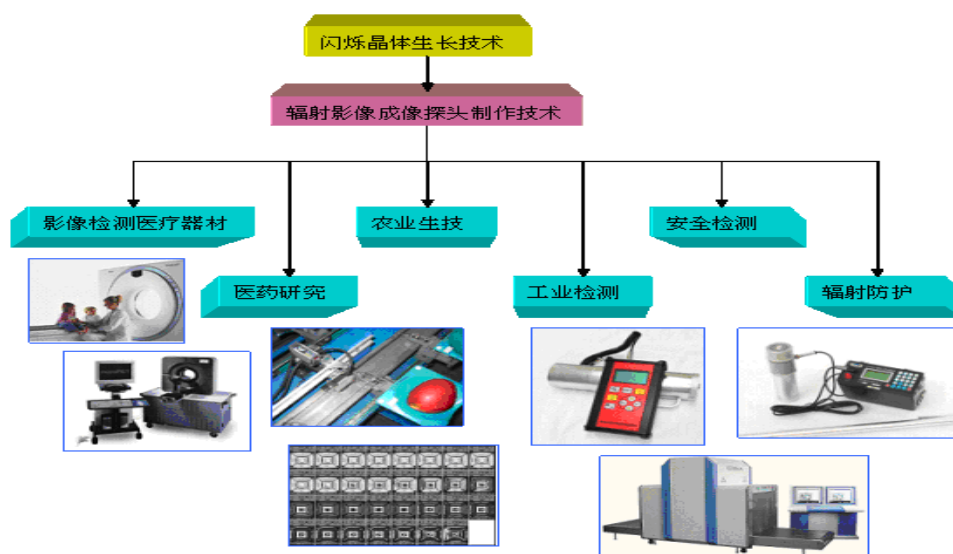 闪烁晶体生长技术
辐射影像成像探头制作技术
影像检测医疗器材
农业生技
安全检测
医药研究
工业检测
辐射防护